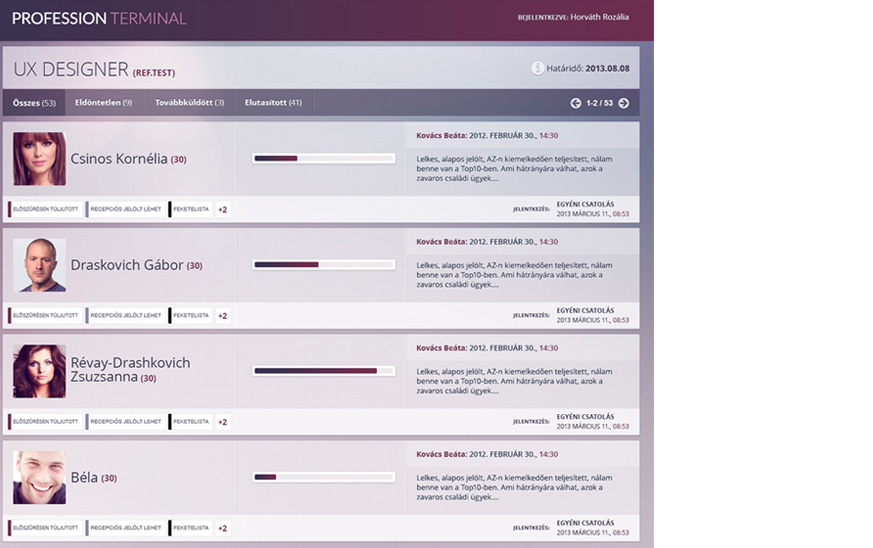 PROFESSION TERMINAL
BEJELENTKEZVE: Horváth Rozália
UX DESIGNER (REF.TEST)
Határidő: 2013.08.08
Összes (53)
Eldöntetlen (9)
Továbbküldött (3)
Elutasított (41)
1-2 / 53
Csinos Kornélia (30)
Kovács Beáta: 2012. FEBRUÁR 30., 14:30
Lelkes, alapos jelölt, AZ-n kiemelkedően teljesített, nálam
benne van a Top10-ben. Ami hátrányára válhat, azok a
zavaros családi ügyek....
ELŐSZŰRÉSEN TÚLJUTOTT
RECEPCIÓS JELÖLT LEHET
FEKETELISTA
+2
JELENTKEZÉS:
EGYÉNI CSATOLÁS
2013 MÁRCIUS 11., 08:53
Draskovich Gábor (30)
Kovács Beáta: 2012. FEBRUÁR 30., 14:30
Lelkes, alapos jelölt, AZ-n kiemelkedően teljesített, nálam
benne van a Top10-ben. Ami hátrányára válhat, azok a
zavaros családi ügyek....
ELŐSZŰRÉSEN TÚLJUTOTT
RECEPCIÓS JELÖLT LEHET
FEKETELISTA
+2
JELENTKEZÉS:
EGYÉNI CSATOLÁS
2013 MÁRCIUS 11., 08:53
Révay-Drashkovich
Zsuzsanna (30)
Kovács Beáta: 2012. FEBRUÁR 30., 14:30
Lelkes, alapos jelölt, AZ-n kiemelkedően teljesített, nálam
benne van a Top10-ben. Ami hátrányára válhat, azok a
zavaros családi ügyek....
ELŐSZŰRÉSEN TÚLJUTOTT
RECEPCIÓS JELÖLT LEHET
FEKETELISTA
+2
JELENTKEZÉS:
EGYÉNI CSATOLÁS
2013 MÁRCIUS 11., 08:53
Béla (30)
Kovács Beáta: 2012. FEBRUÁR 30., 14:30
Lelkes, alapos jelölt, AZ-n kiemelkedően teljesített, nálam
benne van a Top10-ben. Ami hátrányára válhat, azok a
zavaros családi ügyek....
ELŐSZŰRÉSEN TÚLJUTOTT
RECEPCIÓS JELÖLT LEHET
FEKETELISTA
+2
JELENTKEZÉS:
EGYÉNI CSATOLÁS
2013 MÁRCIUS 11., 08:53